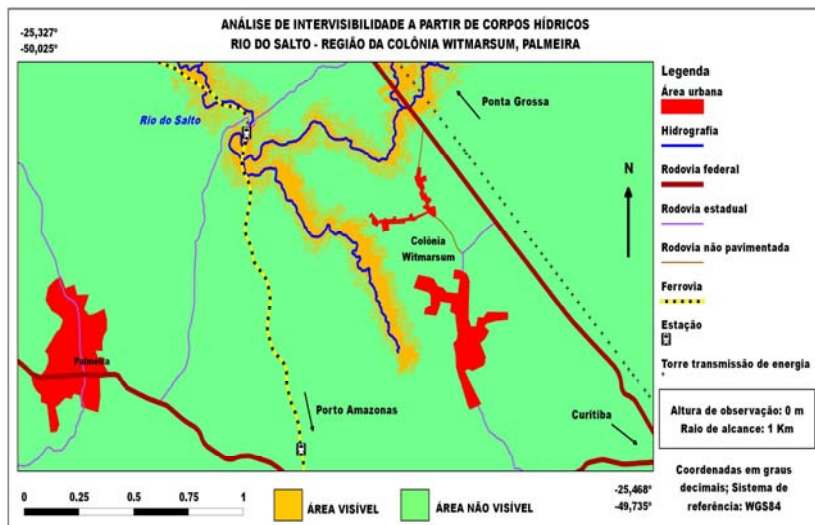 ANÁLISE DE INTERVISIBILIDADE A PARTIR DE CORPOS HÍDRICOS
RIO DO SALTO - REGIÃO DA COLÔNIA WITMARSUM, PALMEIRA
-25,327º
-50,025º
Rio do Salto
Ponta Grossa
Colônia
Witmarsum
Palmeira
Porto Amazonas
Curitiba
Legenda
Área urbana
Hidrografia
N
Rodovia federal
Rodovia estadual
Rodovia não pavimentada
Ferrovia
Estação
Torre transmissão de energia
Altura de observação: 0 m
Raio de alcance: 1 Km
Coordenadas em graus
decimais; Sistema de
referência: WGS84
-25,468º
-49,735º
0 0.25 0.5 0.75 1
ÁREA VISÍVEL
ÁREA NÃO VISÍVEL